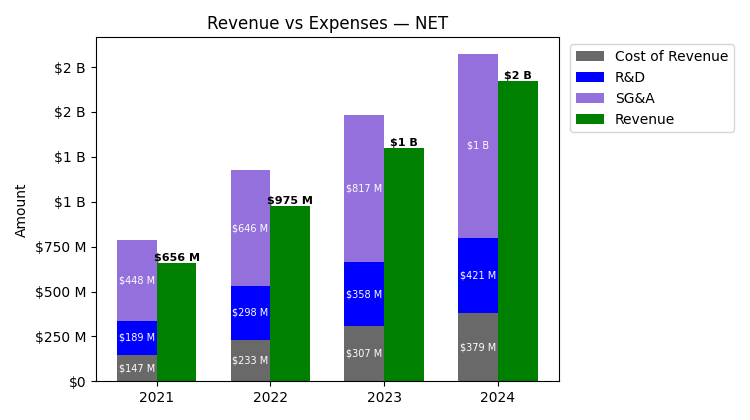 Revenue vs Expenses — NET
Cost of Revenue
R&D
SG&A
Revenue
Amount
$2 B
$2 B
$1 B
$1 B
$750 M
$500 M
$250 M
$0
$448 M
$189 M
$147 M
$656 M
$646 M
$298 M
$233 M
$975 M
$817 M
$358 M
$307 M
$1 B
$1 B
$421 M
$379 M
$2 B
2021
2022
2023
2024